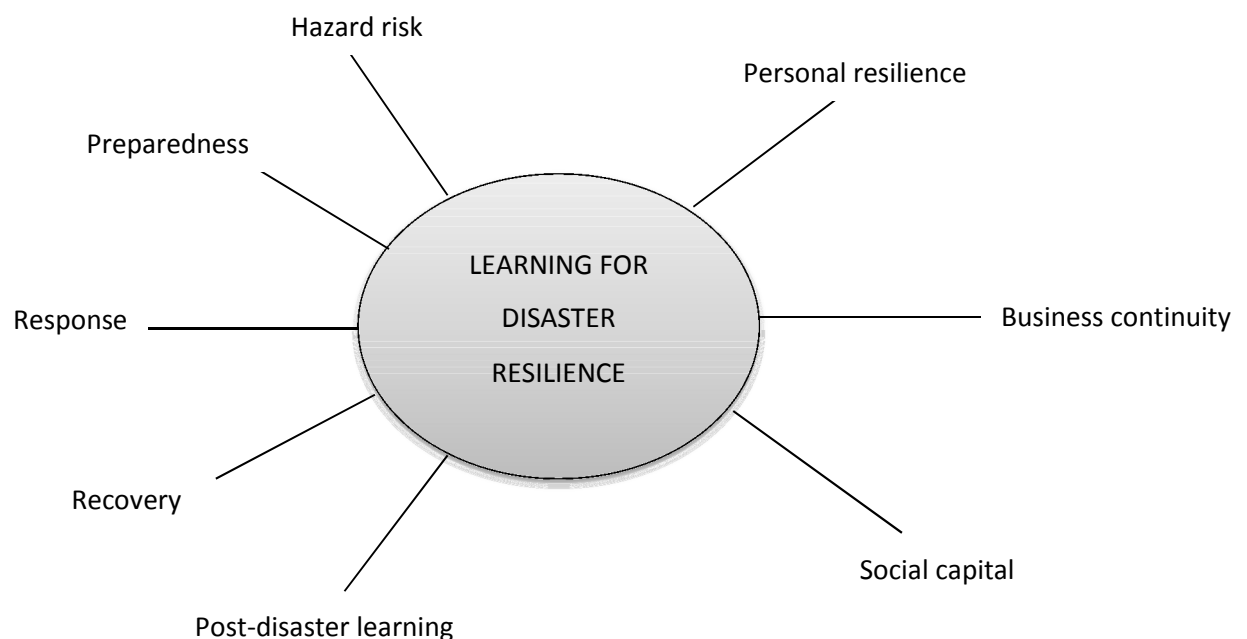 Hazard risk
Personal resilience
Preparedness
LEARNING FOR
DISASTER
RESILIENCE
Response
Business continuity
Recovery
Social capital
Post-disaster learning